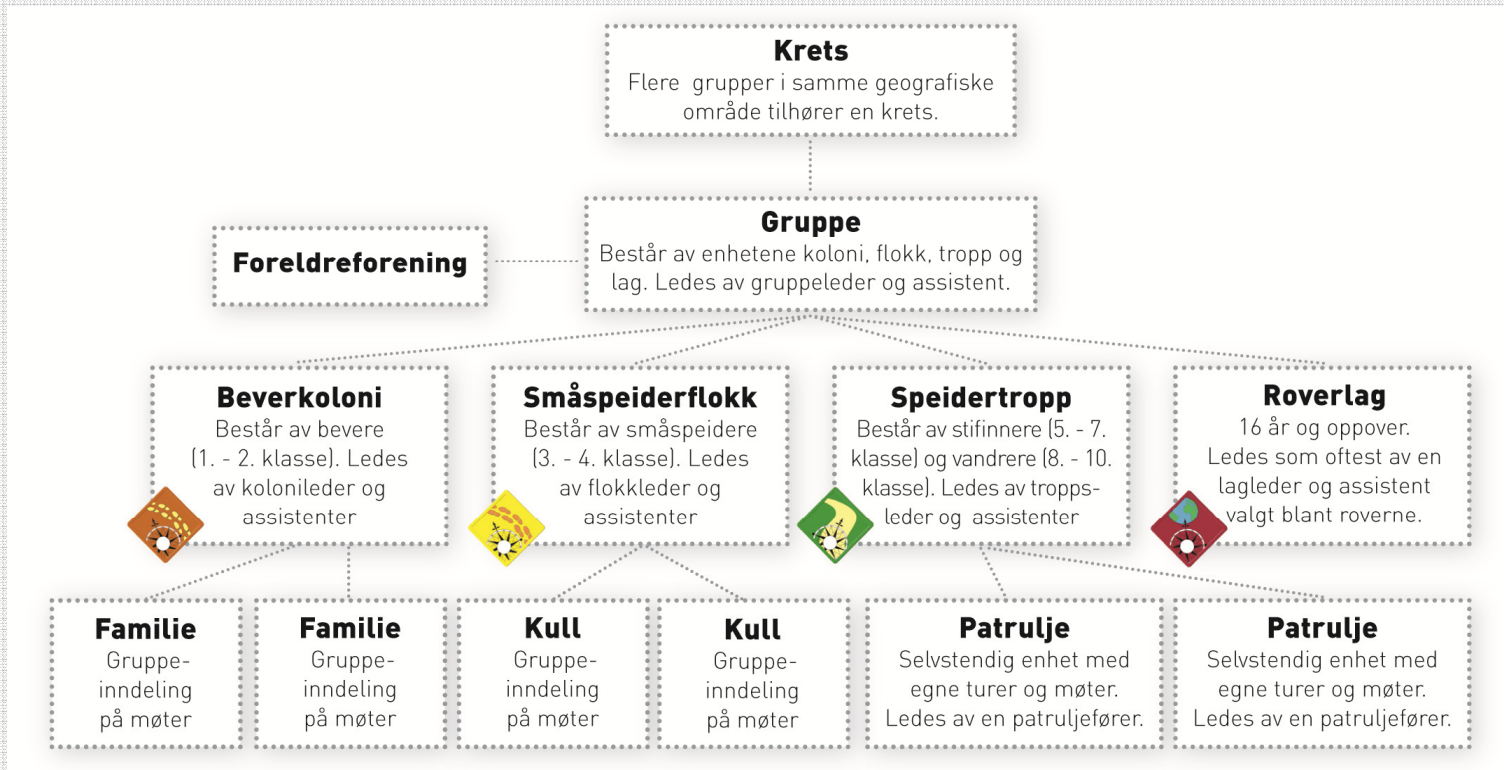 Krets
Flere grupper i samme geografiske
område tilhører en krets.
Gruppe
Består av enhetene koloni, flokk, tropp og
lag. Ledes av gruppeleder og assistent.
Foreldreforening
Beverkoloni
Består av bevere
(1. - 2. klasse). Ledes
av kolonileder og
assistenter
Småspeiderflokk
Består av småspeidere
(3. - 4. klasse). Ledes
av flokkleder og
assistenter
Speidertropp
Består av stifinnere (5. - 7.
klasse) og vandrere (8. - 10.
klasse). Ledes av tropps-
leder og assistenter
Roverlag
16 år og oppover.
Ledes som oftest av en
lagleder og assistent
valgt blant roverne.
Familie
Gruppe-
inndeling
på møter
Familie
Gruppe-
inndeling
på møter
Kull
Gruppe-
inndeling
på møter
Kull
Gruppe-
inndeling
på møter
Patrulje
Selvstendig enhet med
egne turer og møter.
Ledes av en patruljefører.
Patrulje
Selvstendig enhet med
egne turer og møter.
Ledes av en patruljefører.